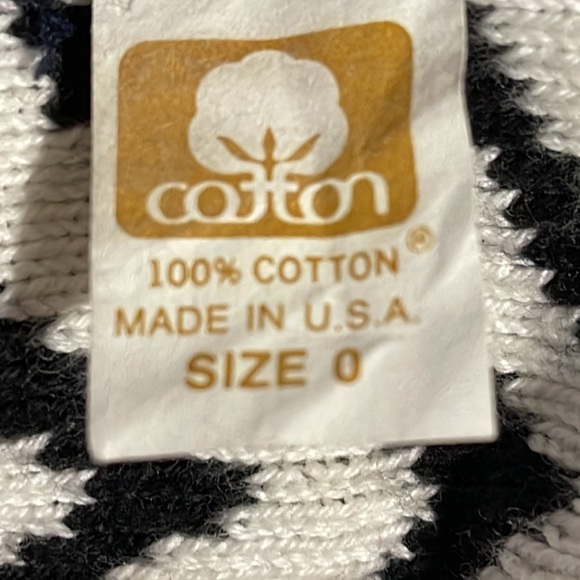 cotton
®
100% COTTON
MADE IN U.S.A.
SIZE 0